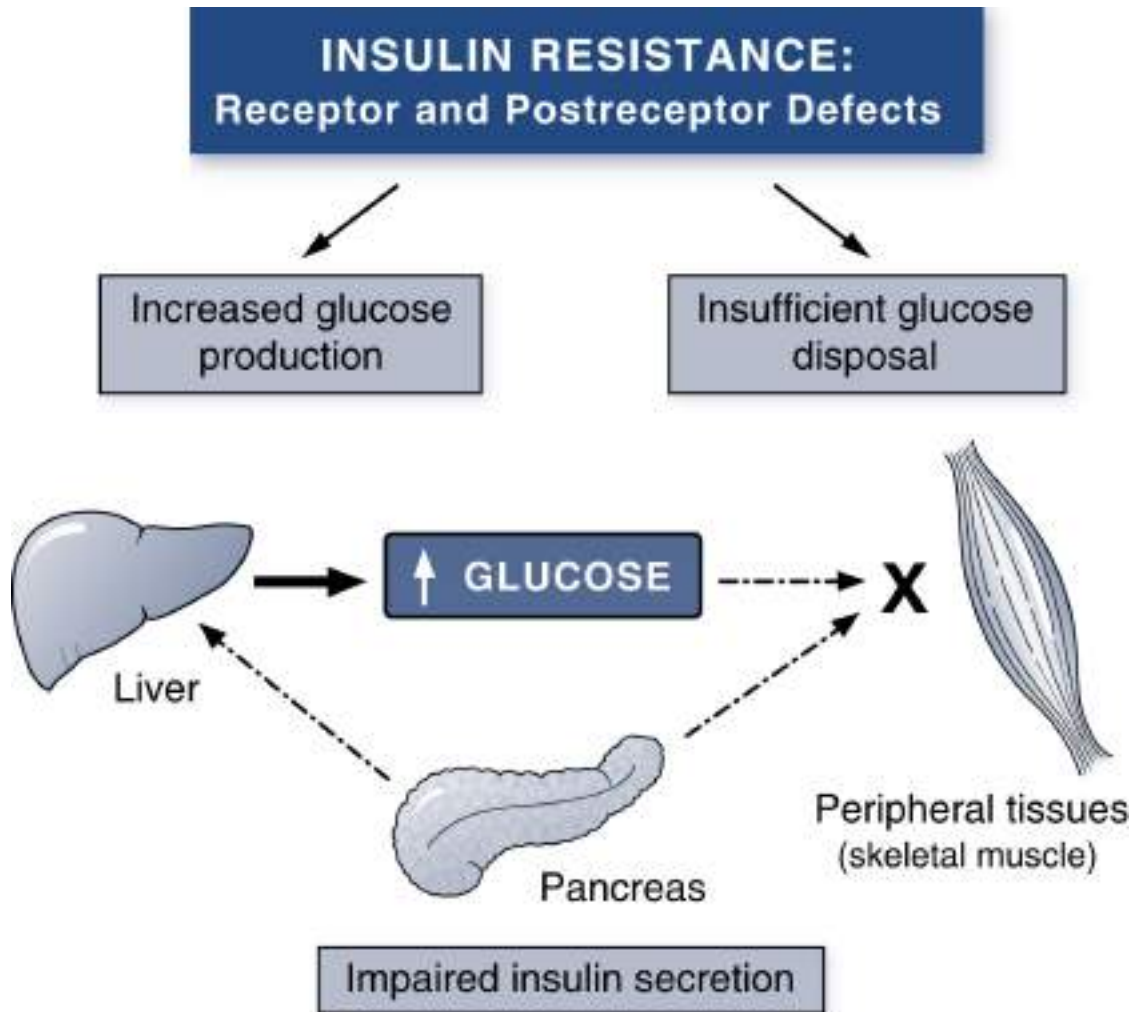 INSULIN RESISTANCE:
Receptor and Postreceptor Defects
Increased glucose
production
Insufficient glucose
disposal
↑ GLUCOSE
X
Liver
Pancreas
Peripheral tissues
(skeletal muscle)
Impaired insulin secretion